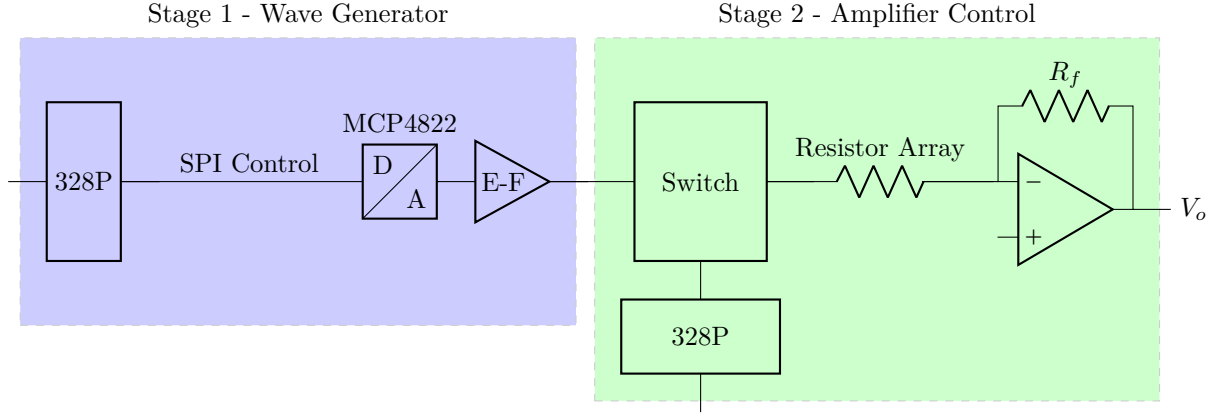 Stage 1 - Wave Generator
Stage 2 - Amplifier Control
328P
SPI Control
MCP4822
D
A
E-F
Switch
328P
Resistor Array
R_f
−
+
V_o